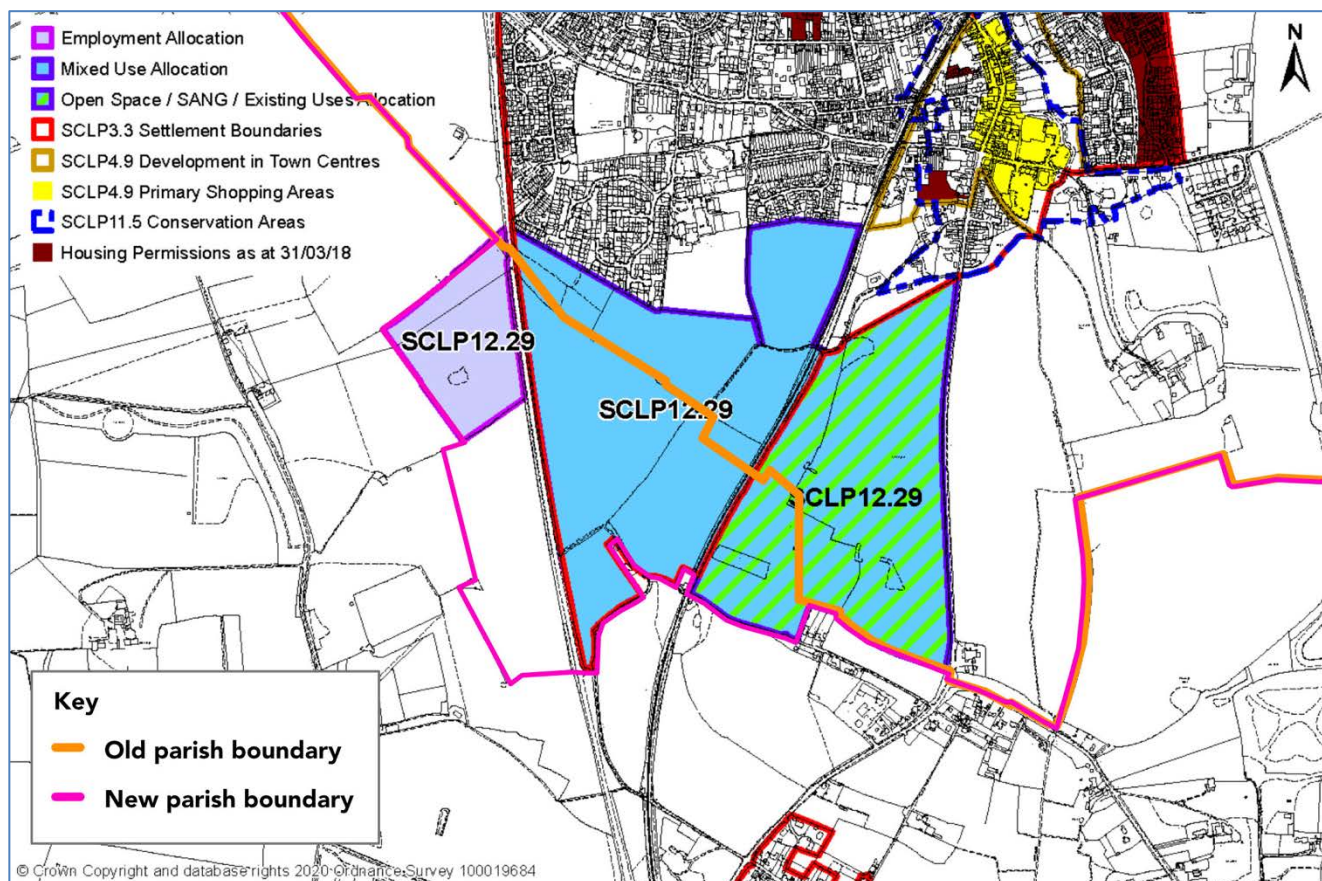 Employment Allocation
Mixed Use Allocation
Open Space / SANG / Existing Uses Allocation
SCLP3.3 Settlement Boundaries
SCLP4.9 Development in Town Centres
SCLP4.9 Primary Shopping Areas
SCLP11.5 Conservation Areas
Housing Permissions as at 31/03/18
N
SCLP12.29
SCLP12.29
SCLP12.29
Key
Old parish boundary
New parish boundary
© Crown Copyright and database rights 2020 Ordnance Survey 100019684